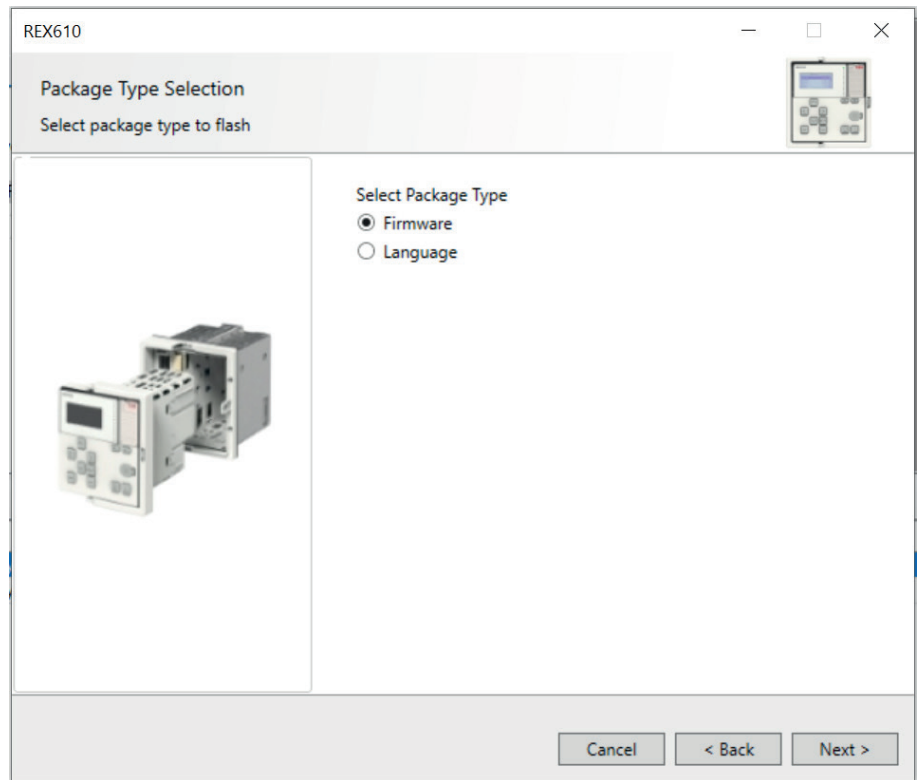 REX610
Package Type Selection
Select package type to flash
Select Package Type
Firmware
Language
Cancel
< Back
Next >